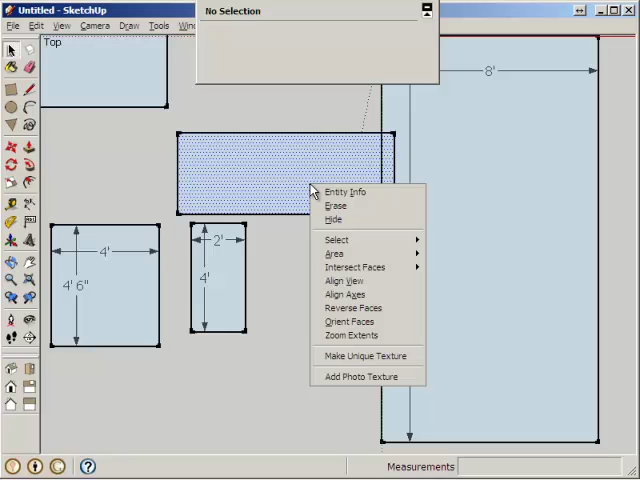 Untitled - SketchUp
File Edit View Camera Draw Tools Win
No Selection
Top
8'
4'
4' 6"
2'
4'
Entity Info
Erase
Hide
Select
Area
Intersect Faces
Align View
Align Axes
Reverse Faces
Orient Faces
Zoom Extents
Make Unique Texture
Add Photo Texture
Measurements